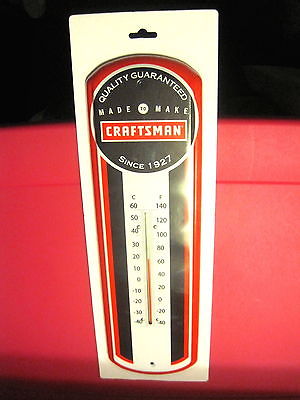 QUALITY GUARANTEED
MADE TO MAKE
CRAFTSMAN
SINCE 1927
C F
60 140
50 120
40 100
30 80
20 60
10 40
0 20
-10 0
-20 -20
-30 -40
-40